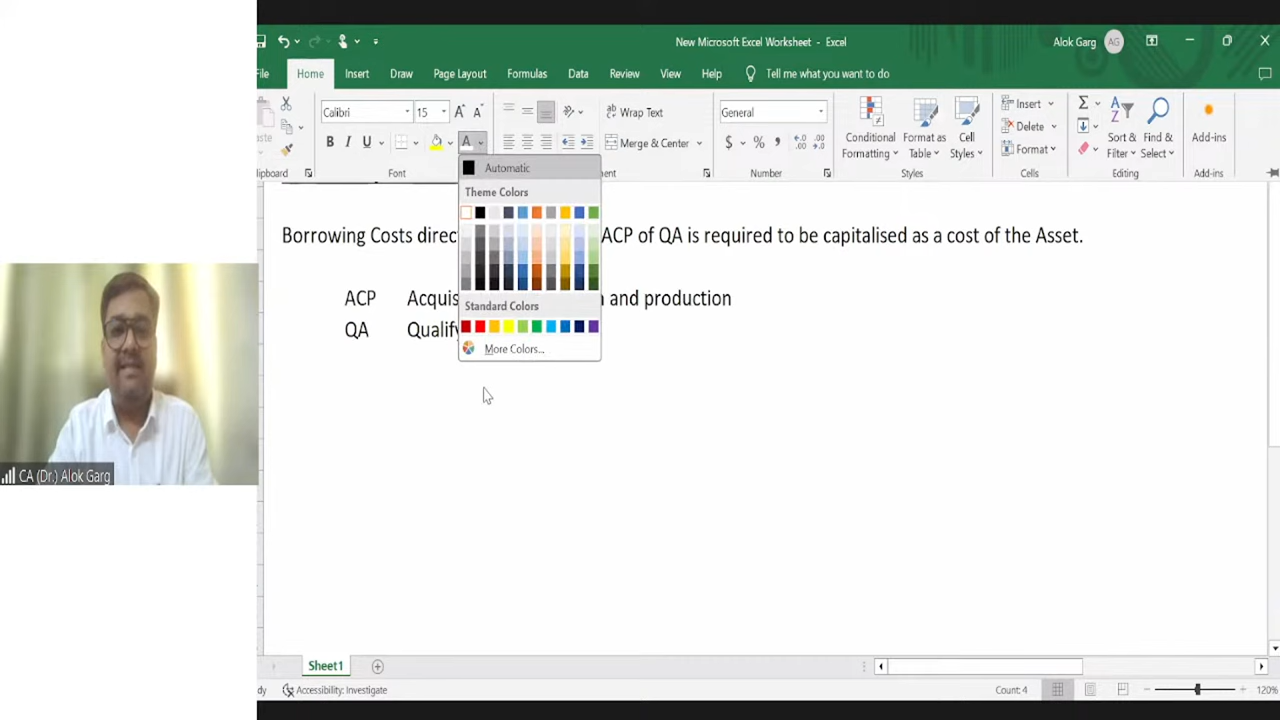 New Microsoft Excel Worksheet - Excel
Alok Garg AG
File Home Insert Draw Page Layout Formulas Data Review View Help Tell me what you want to do
Calibri 15 A A Wrap Text General Insert Σ
Delete
B I U A Merge & Center $ % , Format
Conditional Formatting Format as Table Cell Styles Sort & Filter Find & Select Add-ins
Font Number Styles Cells Editing Add-ins
Automatic
Theme Colors
Standard Colors
More Colors...
Borrowing Costs direc ACP of QA is required to be capitalised as a cost of the Asset.
ACP Acquis and production
QA Qualify
CA (Dr.) Alok Garg
Sheet1
Accessibility: Investigate Count: 4 120%